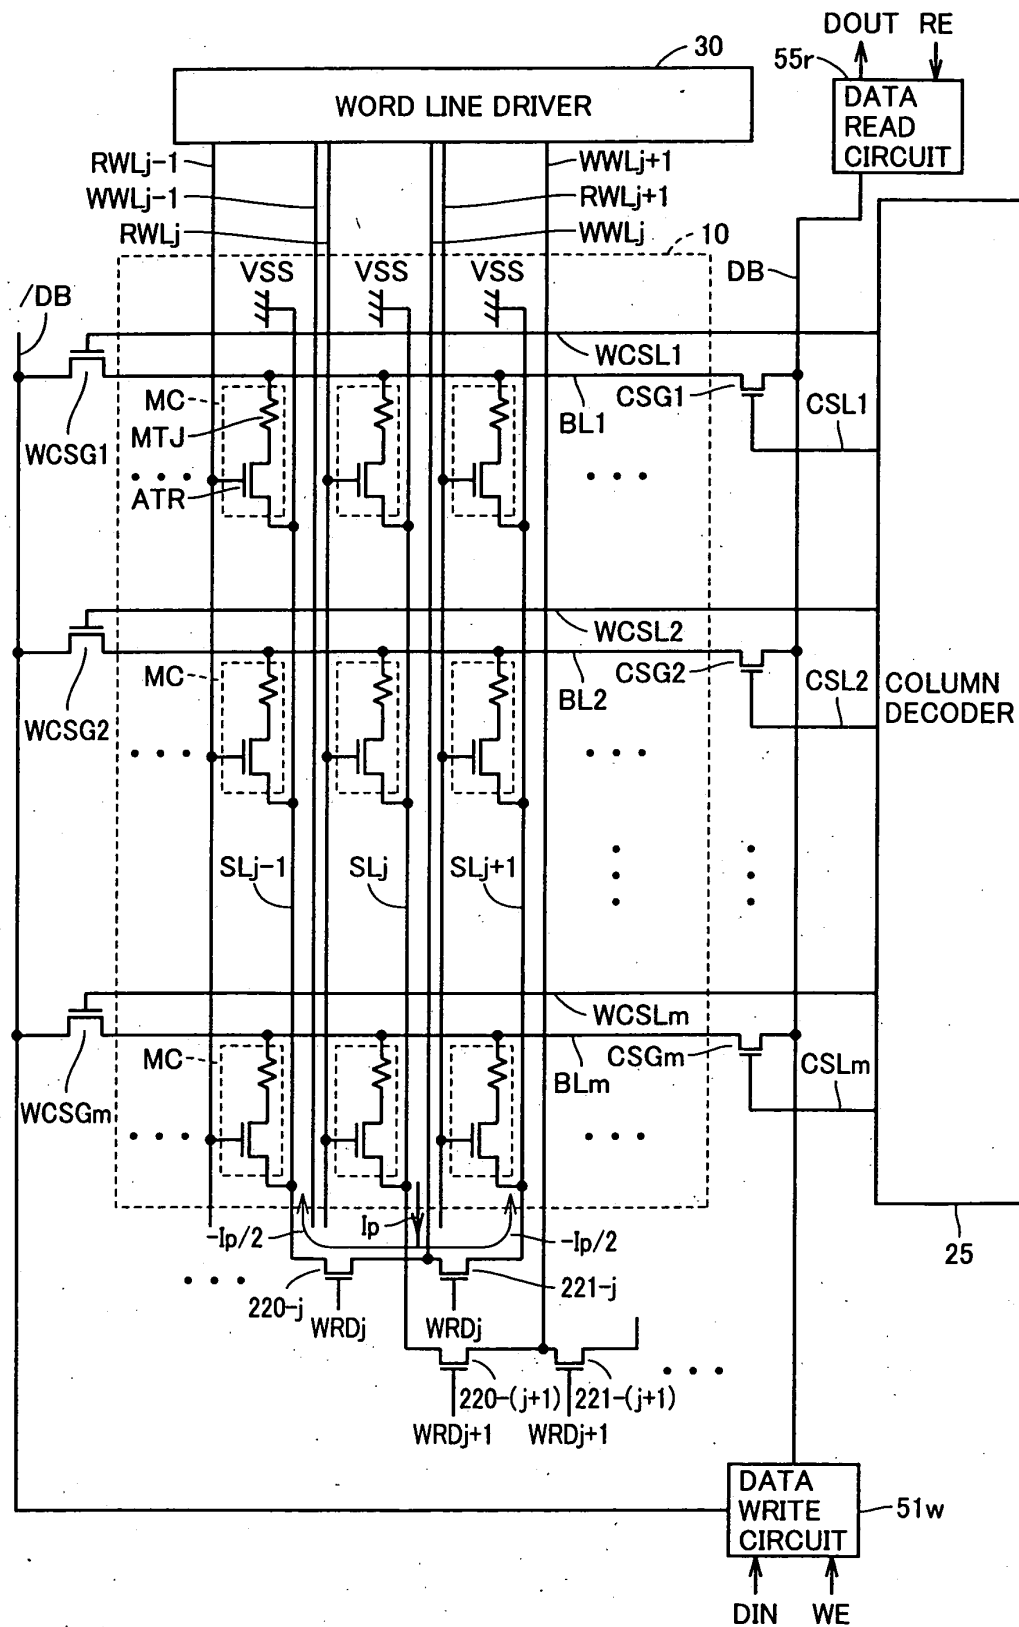 DOUT RE
55r
30
WORD LINE DRIVER
DATA
READ
CIRCUIT
RWLj-1
WWLj+1
WWLj-1
RWLj+1
RWLj
WWLj
10
VSS VSS VSS
DB
/DB
WCSL1
CSG1
MC
BL1
CSL1
MTJ
WCSG1
• • •
ATR
• • •
WCSL2
CSG2
MC
BL2
CSL2
COLUMN
DECODER
WCSG2
• • •
• • •
SLj-1 SLj SLj+1
WCSLm
CSGm
MC
BLm
CSLm
WCSGm
• • •
• • •
-Ip/2
Ip
-Ip/2
25
• • •
220-j
221-j
WRDj WRDj
• • •
220-(j+1) 221-(j+1)
WRDj+1 WRDj+1
DATA
WRITE
CIRCUIT
51w
DIN WE